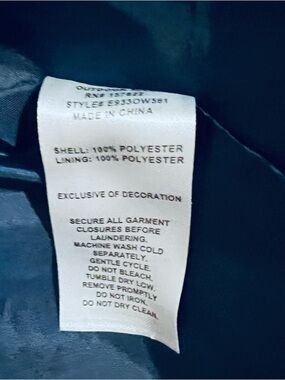 RN# 157622
STYLE# E933OW581
MADE IN CHINA
SHELL: 100% POLYESTER
LINING: 100% POLYESTER
EXCLUSIVE OF DECORATION
SECURE ALL GARMENT
CLOSURES BEFORE
LAUNDERING.
MACHINE WASH COLD
SEPARATELY.
GENTLE CYCLE.
DO NOT BLEACH.
TUMBLE DRY LOW.
REMOVE PROMPTLY
DO NOT IRON.
DO NOT DRY CLEAN.